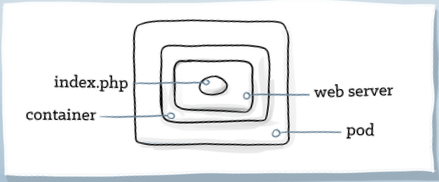 index.php
web server
container
pod